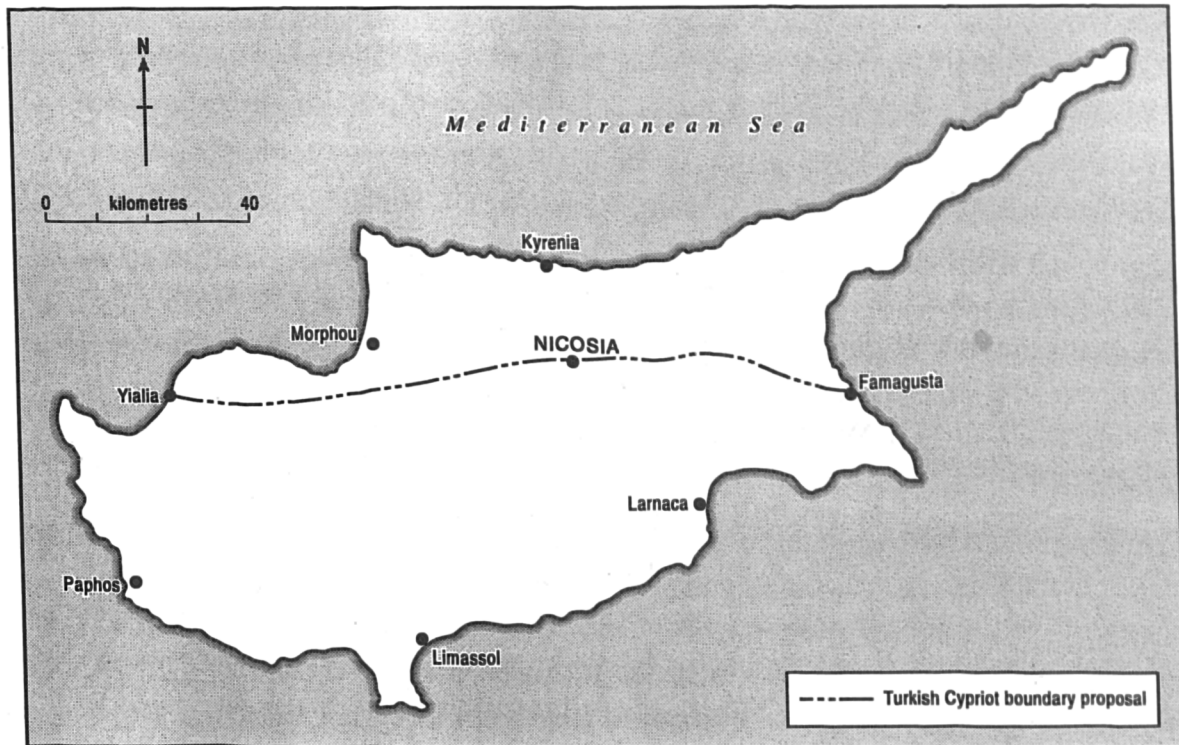 N
Mediterranean Sea
0 kilometres 40
Kyrenia
Morphou
NICOSIA
Yialia
Famagusta
Larnaca
Paphos
Limassol
Turkish Cypriot boundary proposal